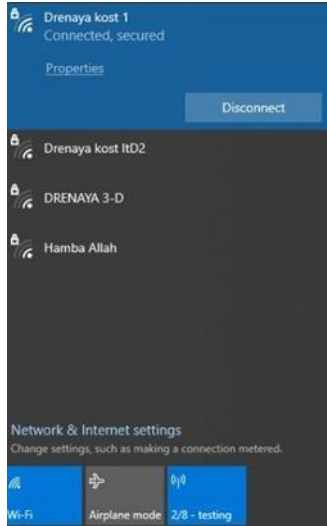 Drenaya kost 1
Connected, secured
Properties
Disconnect
Drenaya kost ltD2
DRENAYA 3-D
Hamba Allah
Network & Internet settings
Change settings, such as making a connection metered.
Wi-Fi
Airplane mode
2/8 - testing